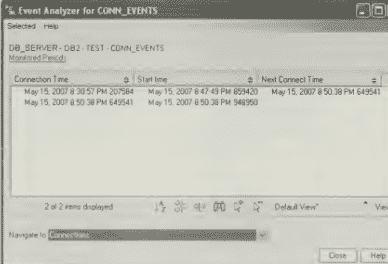 Event Analyzer for CONN_EVENTS
Selected Help
DB_SERVER - DB2 - TEST - CONN_EVENTS
Monitored Periods
Connection Time Start time Next Connect Time
May 15, 2007 8:30:57 PM 207584 May 15, 2007 8:47:49 PM 859420 May 15, 2007 8:50:38 PM 649541
May 15, 2007 8:50:38 PM 649541 May 15, 2007 8:50:38 PM 948950
2 of 2 items displayed Default View* View
Navigate to Connections
Close Help